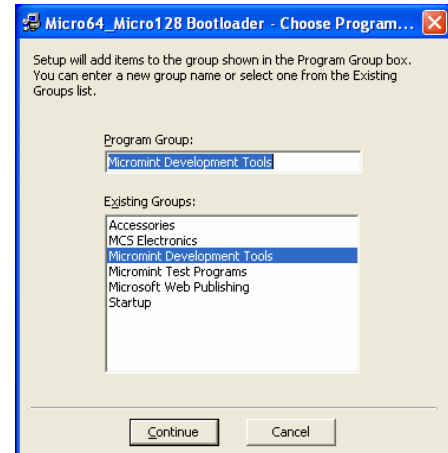 Micro64_Micro128 Bootloader - Choose Program...
Setup will add items to the group shown in the Program Group box.
You can enter a new group name or select one from the Existing
Groups list.
Program Group:
Micromint Development Tools
Existing Groups:
Accessories
MCS Electronics
Micromint Development Tools
Micromint Test Programs
Microsoft Web Publishing
Startup
Continue
Cancel